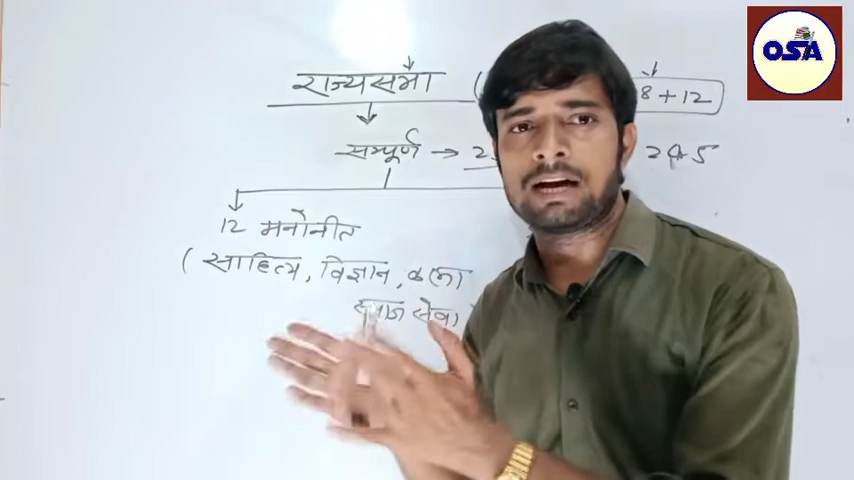 राज्यसभा ( 8 + 12
सम्पूर्ण → 2 245
12 मनोनीत
( साहित्य, विज्ञान, कला
समाज सेवा
OSA